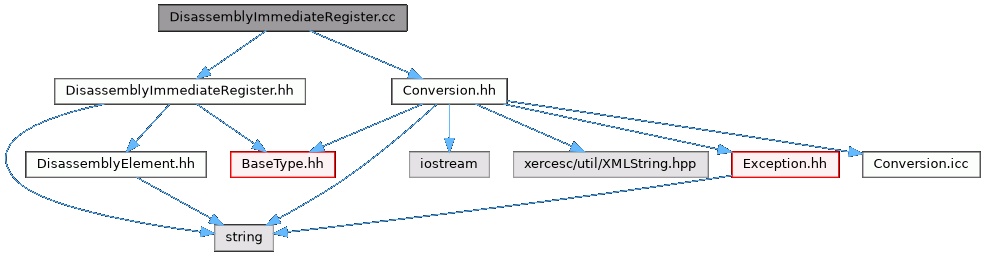 DisassemblyImmediateRegister.cc
DisassemblyImmediateRegister.hh
Conversion.hh
DisassemblyElement.hh
BaseType.hh
iostream
xercesc/util/XMLString.hpp
Exception.hh
Conversion.icc
string